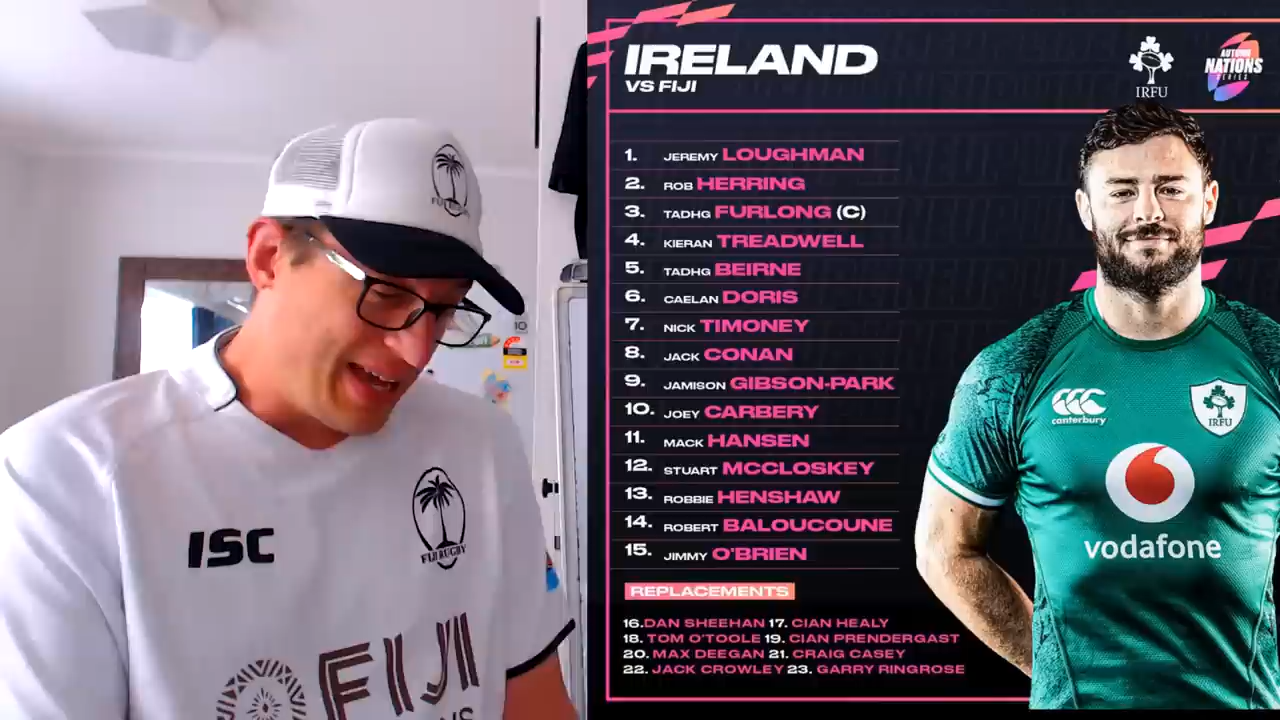 IRELAND
VS FIJI
IRFU
AUTUMN
NATIONS
SERIES
1. JEREMY LOUGHMAN
2. ROB HERRING
3. TADHG FURLONG (C)
4. KIERAN TREADWELL
5. TADHG BEIRNE
6. CAELAN DORIS
7. NICK TIMONEY
8. JACK CONAN
9. JAMISON GIBSON-PARK
10. JOEY CARBERY
11. MACK HANSEN
12. STUART MCCLOSKEY
13. ROBBIE HENSHAW
14. ROBERT BALOUCOUNE
15. JIMMY O'BRIEN
REPLACEMENTS
16.DAN SHEEHAN 17. CIAN HEALY
18. TOM O'TOOLE 19. CIAN PRENDERGAST
20. MAX DEEGAN 21. CRAIG CASEY
22. JACK CROWLEY 23. GARRY RINGROSE
canterbury
IRFU
vodafone
FIJI RUGBY
10
ISC
FIJI RUGBY
FIJI